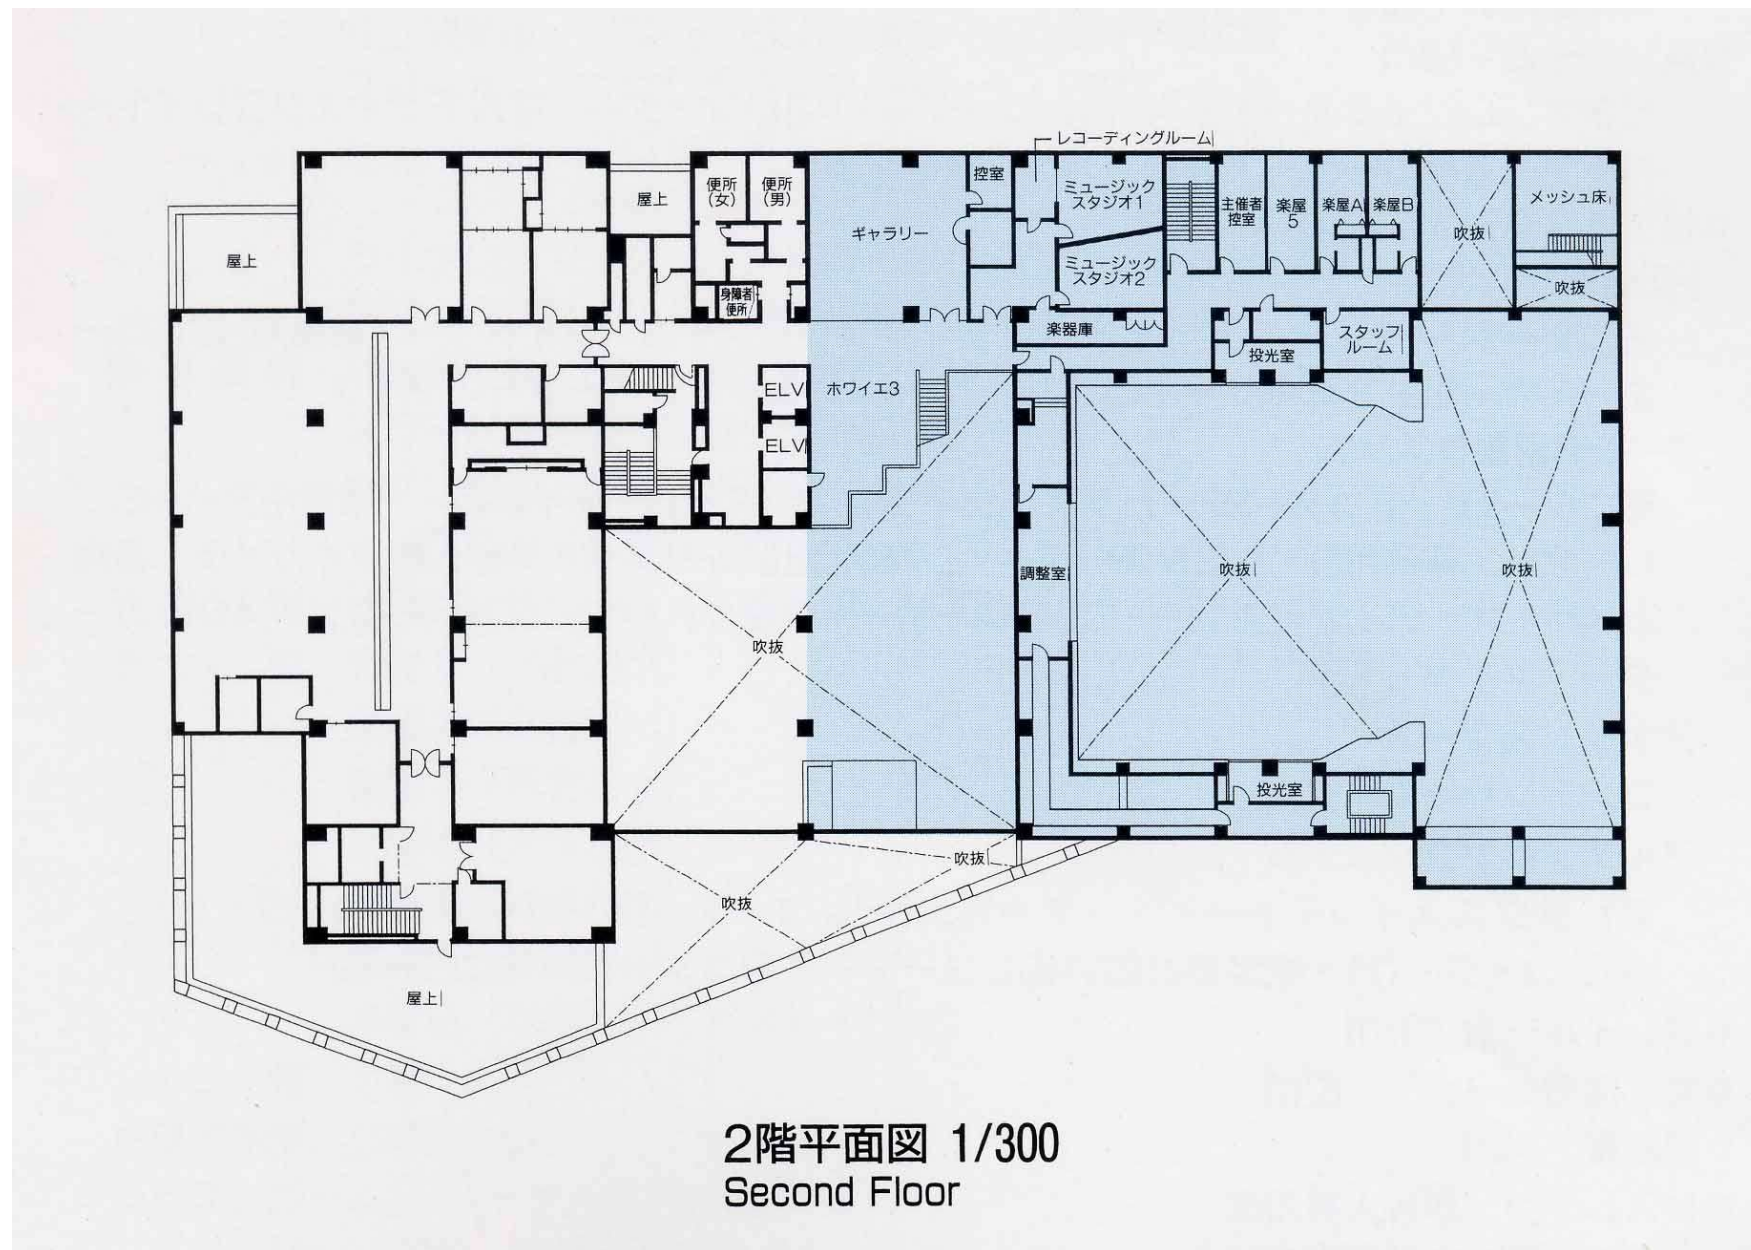 レコーディングルーム
控室
ミュージック
スタジオ1
便所
(女)
便所
(男)
屋上
主催者
控室
楽屋
5
楽屋A
楽屋B
メッシュ床
ギャラリー
吹抜
屋上
ミュージック
スタジオ2
身障者
便所
吹抜
楽器庫
スタッフ
ルーム
投光室
ELV
ホワイエ3
ELV
調整室
吹抜
吹抜
吹抜
投光室
吹抜
吹抜
屋上
2階平面図 1/300
Second Floor